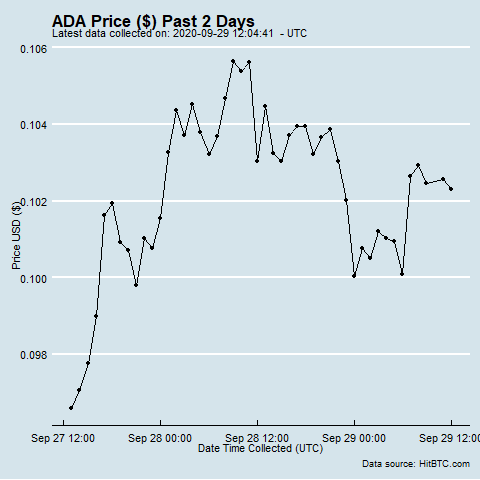 ADA Price ($) Past 2 Days
Latest data collected on: 2020-09-29 12:04:41 - UTC
0.106
0.104
0.102
0.100
0.098
Price USD ($)
Sep 27 12:00 Sep 28 00:00 Sep 28 12:00 Sep 29 00:00 Sep 29 12:00
Date Time Collected (UTC)
Data source: HitBTC.com